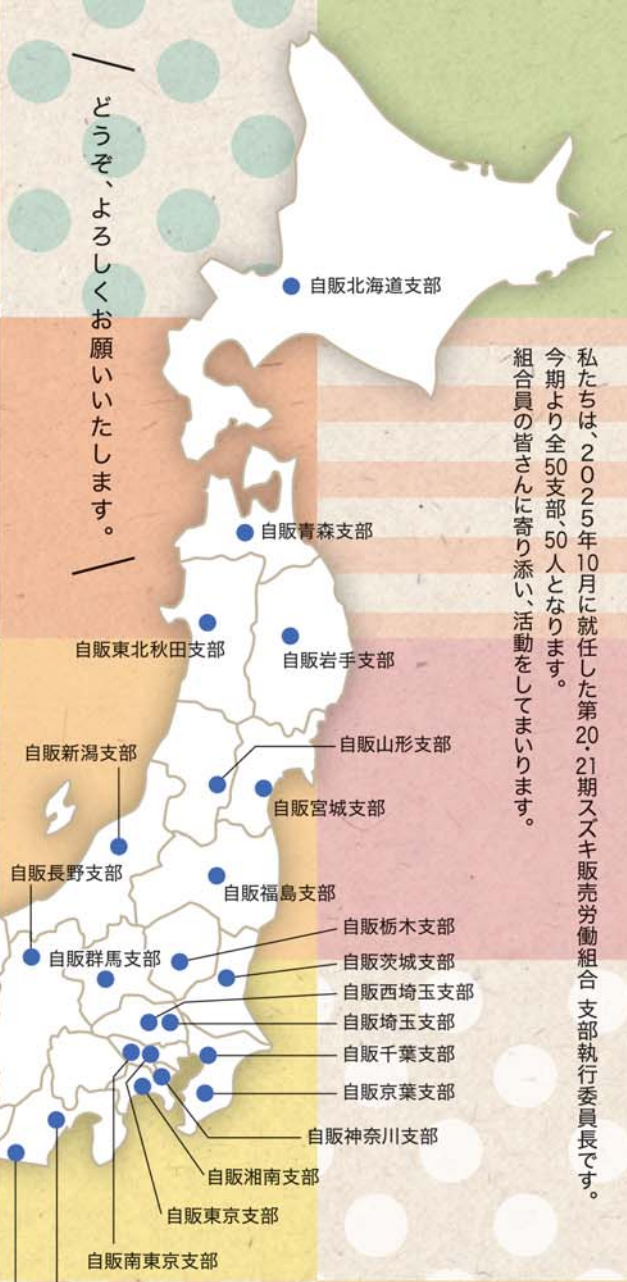 私たちは、2025年10月に就任した第20・21期スズキ販売労働組合 支部執行委員長です。
今期より全50支部、50人となります。
組合員の皆さんに寄り添い、活動をしてまいります。
どうぞ、よろしくお願いいたします。
自販北海道支部
自販青森支部
自販東北秋田支部
自販岩手支部
自販山形支部
自販新潟支部
自販宮城支部
自販長野支部
自販福島支部
自販栃木支部
自販群馬支部
自販茨城支部
自販西埼玉支部
自販埼玉支部
自販千葉支部
自販京葉支部
自販神奈川支部
自販湘南支部
自販東京支部
自販南東京支部